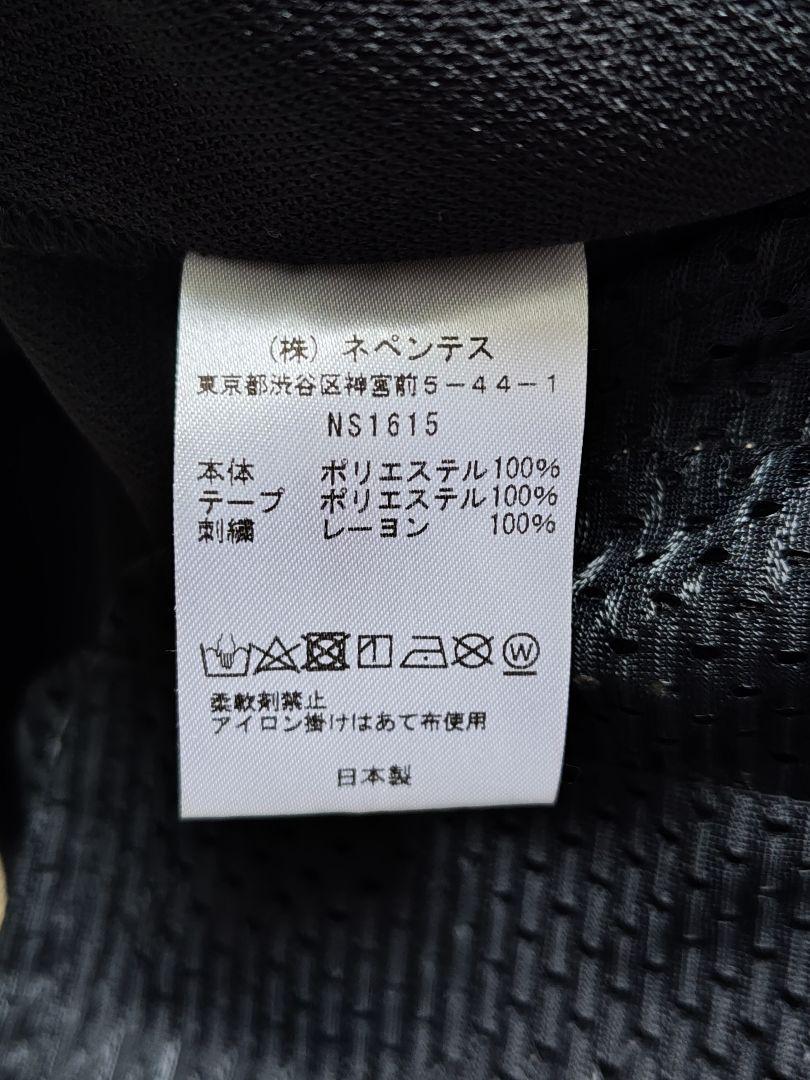 (株) ネペンテス
東京都渋谷区神宮前5-44-1
NS1615
本体 ポリエステル100%
テープ ポリエステル100%
刺繍 レーヨン 100%
W
柔軟剤禁止
アイロン掛けはあて布使用
日本製